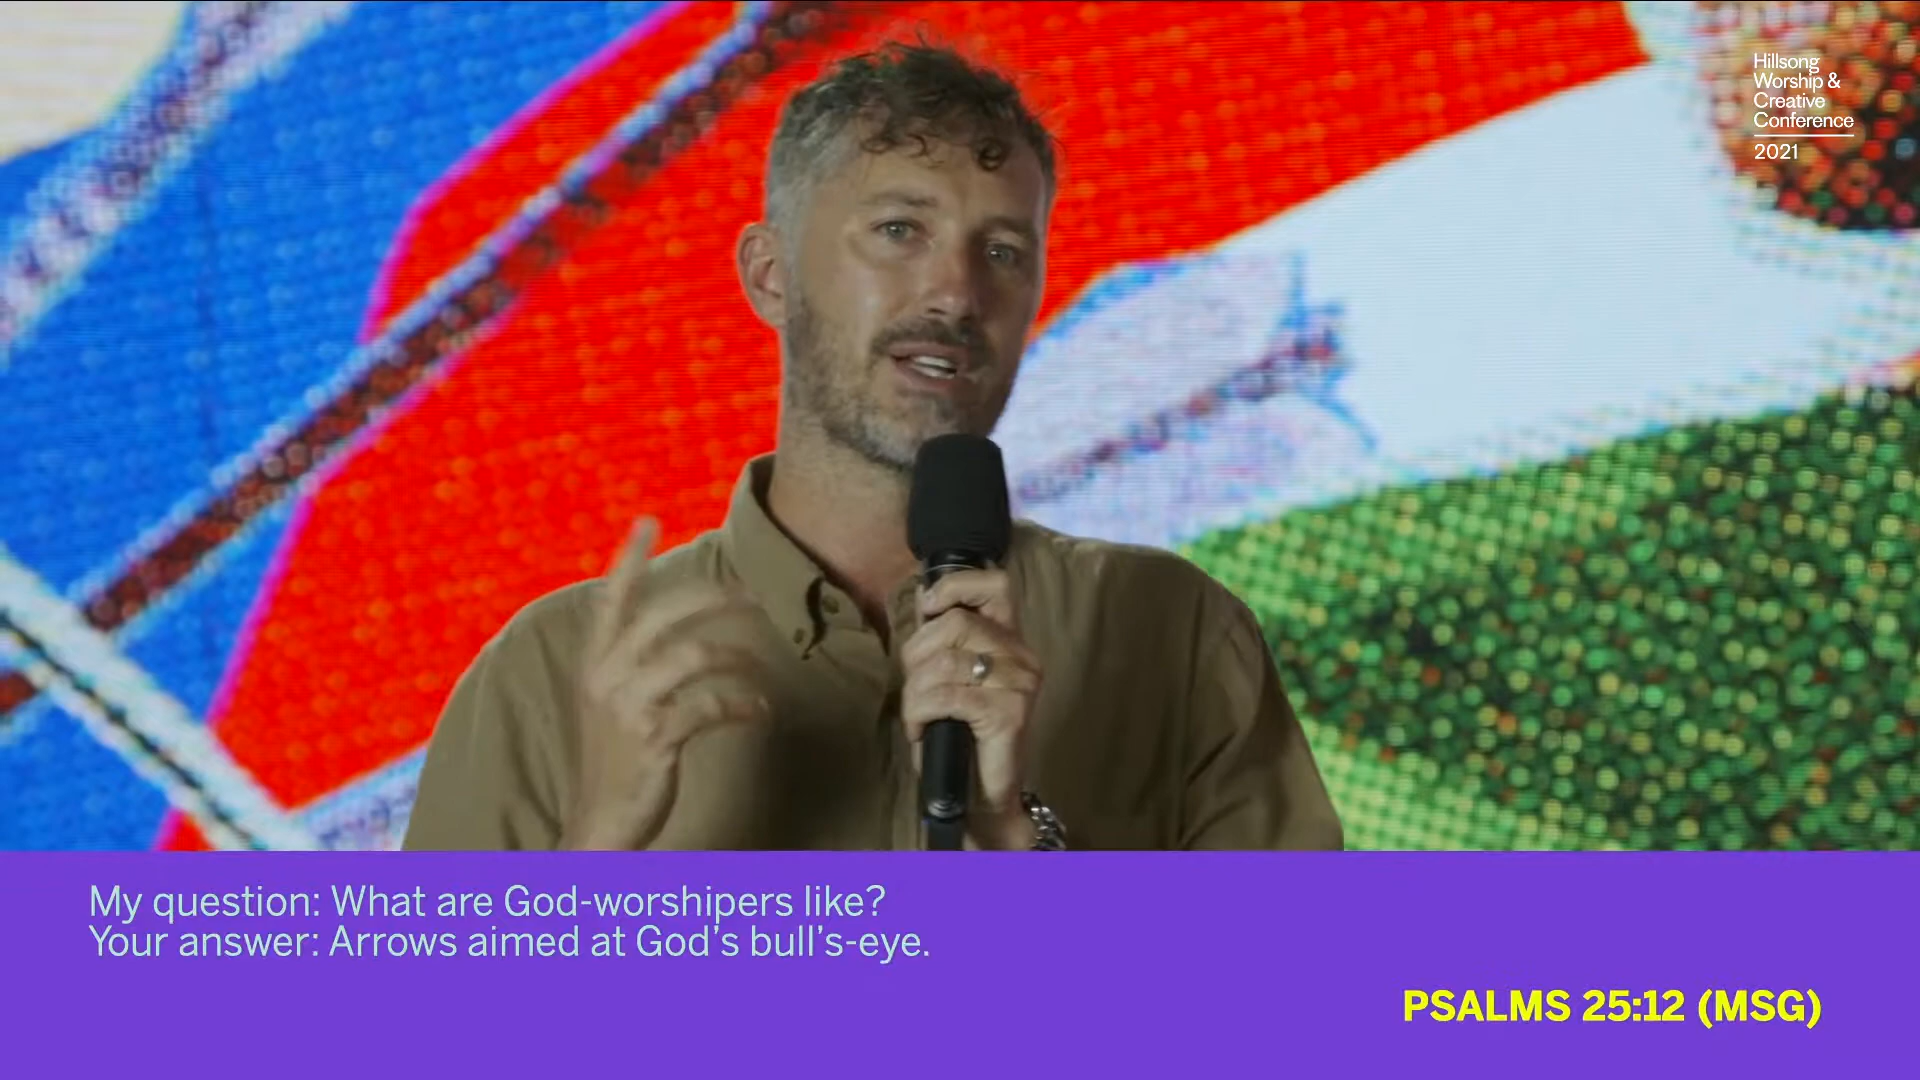 Hillsong
Worship &
Creative
Conference
2021
My question: What are God-worshipers like?
Your answer: Arrows aimed at God's bull's-eye.
PSALMS 25:12 (MSG)